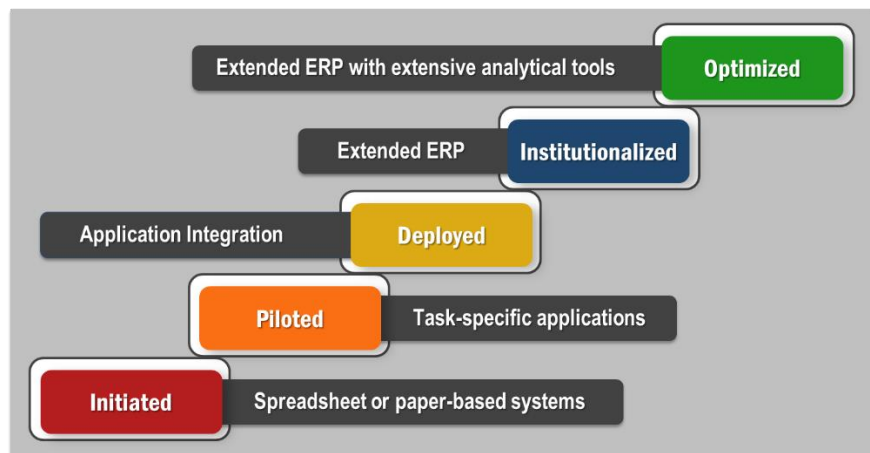 Extended ERP with extensive analytical tools
Optimized
Extended ERP
Institutionalized
Application Integration
Deployed
Piloted
Task-specific applications
Initiated
Spreadsheet or paper-based systems